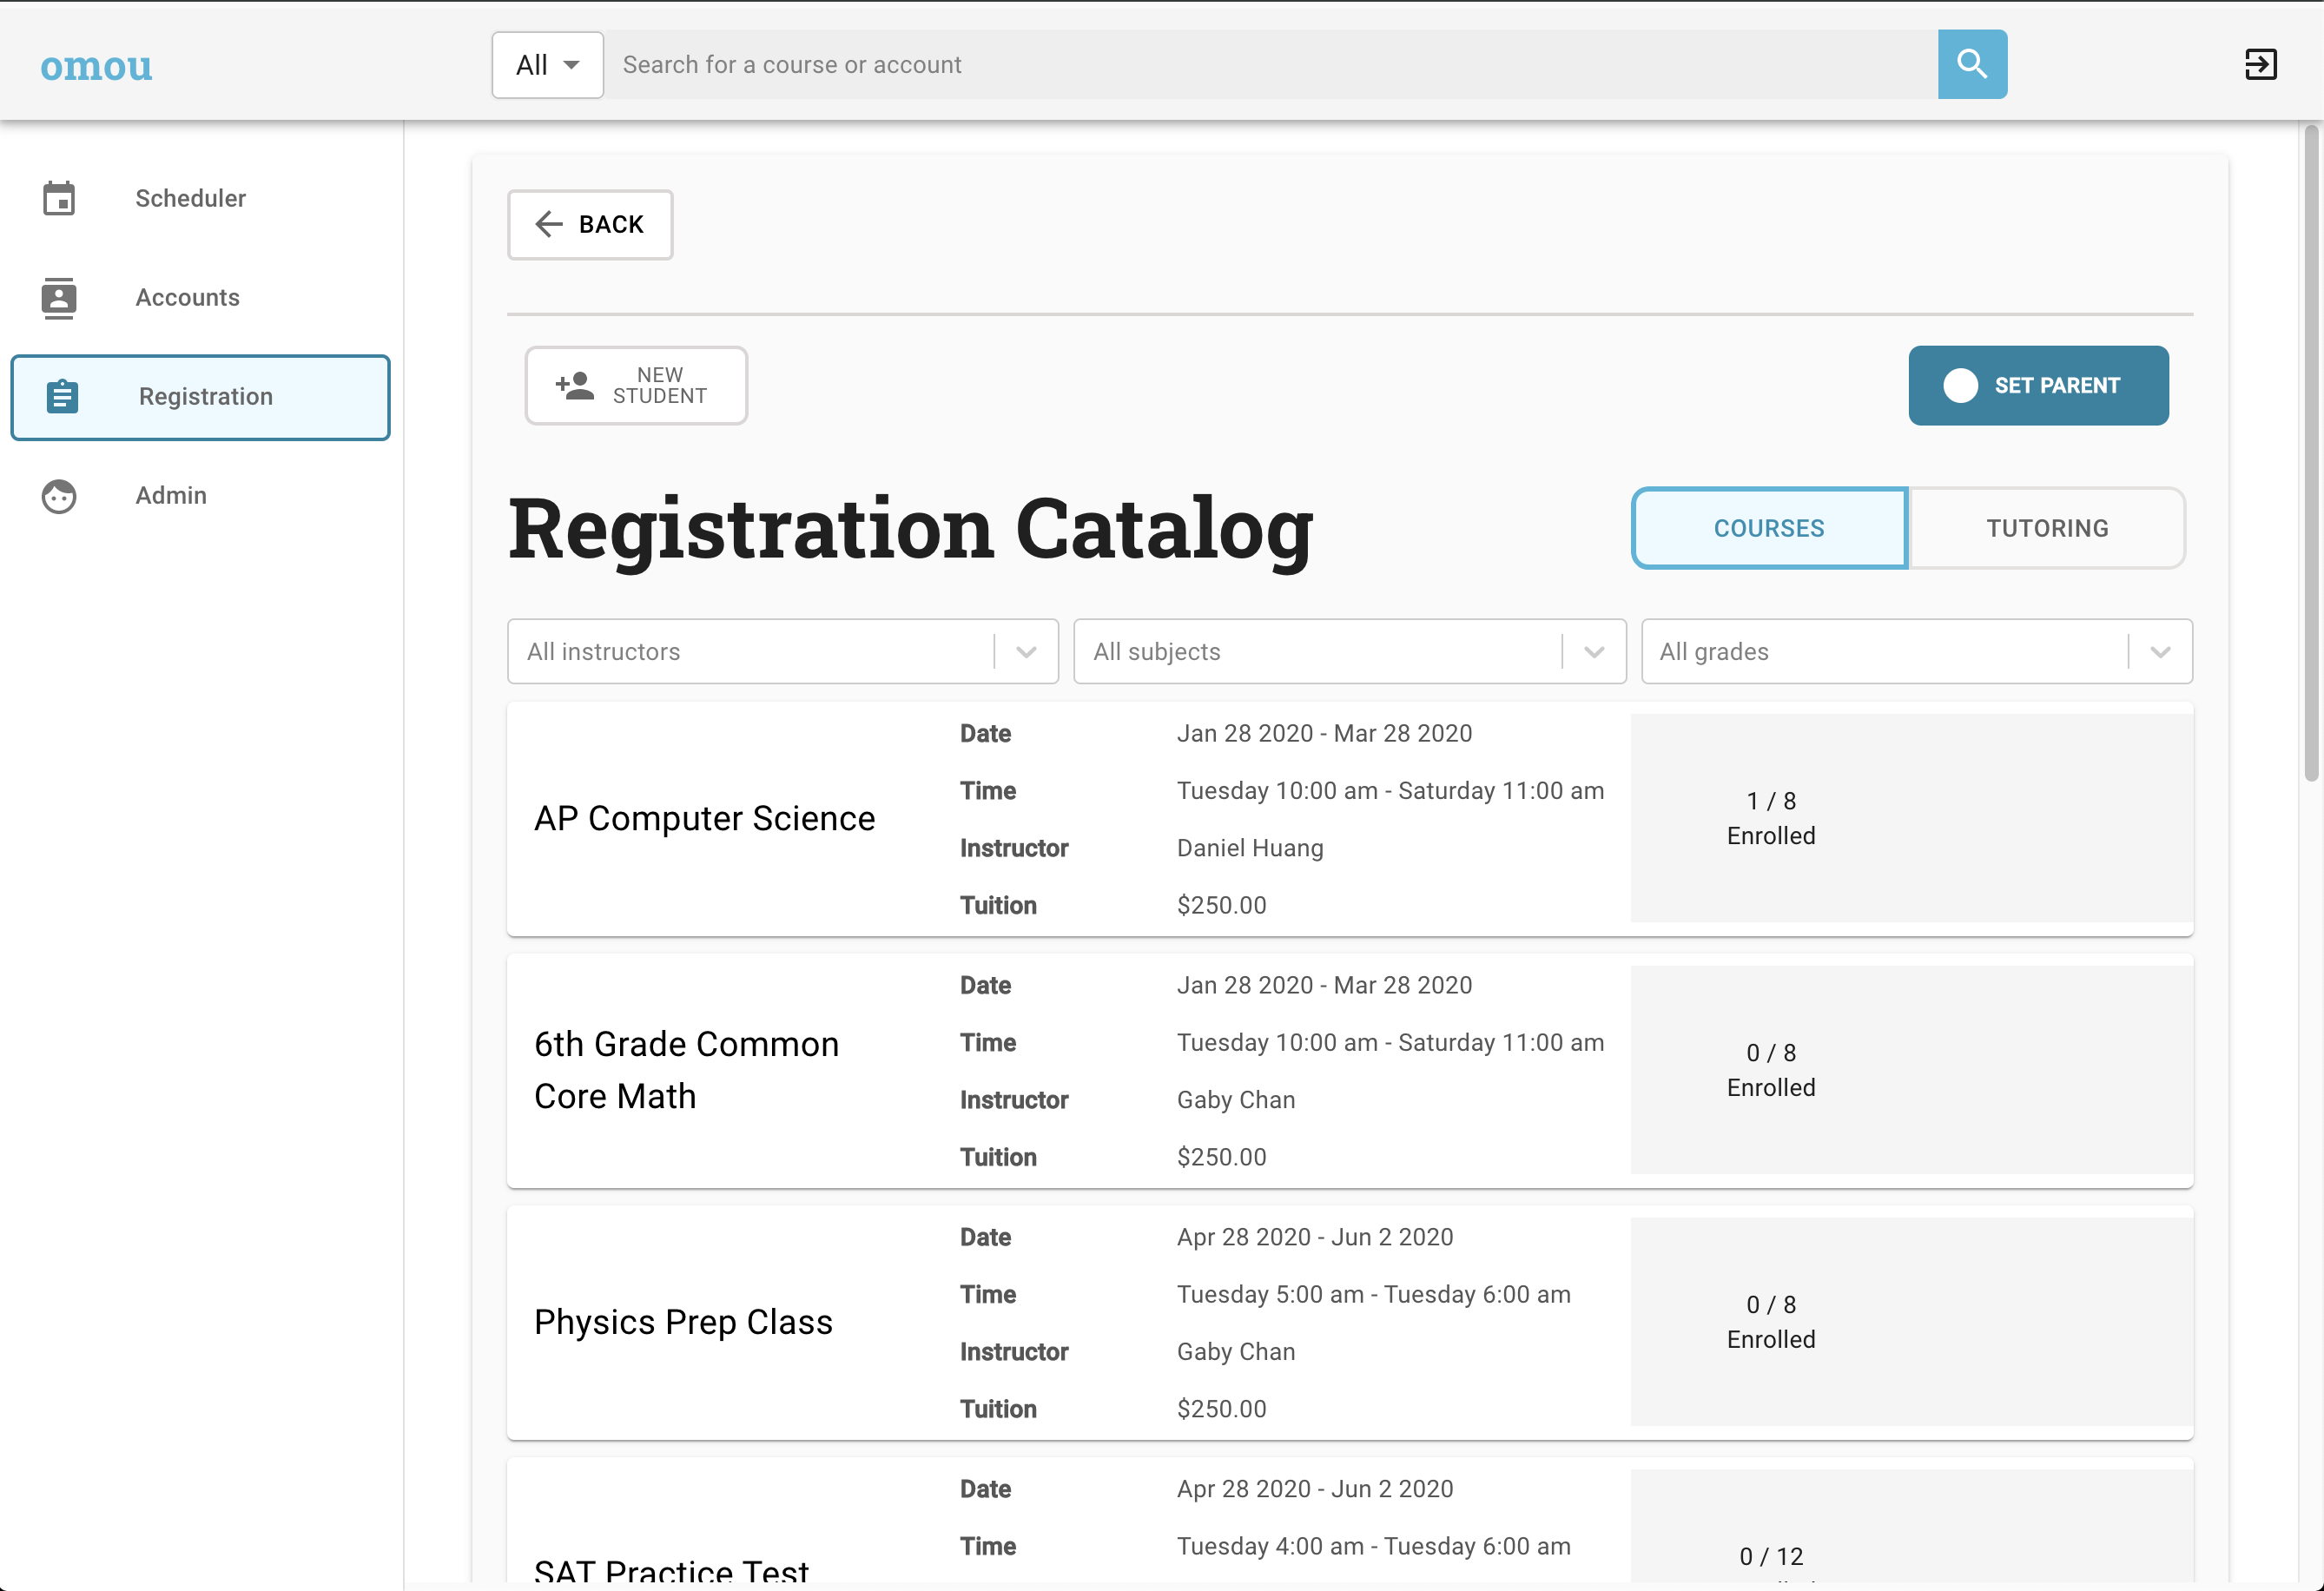 omou
All
Search for a course or account
Scheduler
Accounts
Registration
Admin
BACK
NEW
STUDENT
SET PARENT
Registration Catalog
COURSES
TUTORING
All instructors
All subjects
All grades
AP Computer Science
Date Jan 28 2020 - Mar 28 2020
Time Tuesday 10:00 am - Saturday 11:00 am
Instructor Daniel Huang
Tuition $250.00
1 / 8
Enrolled
6th Grade Common
Core Math
Date Jan 28 2020 - Mar 28 2020
Time Tuesday 10:00 am - Saturday 11:00 am
Instructor Gaby Chan
Tuition $250.00
0 / 8
Enrolled
Physics Prep Class
Date Apr 28 2020 - Jun 2 2020
Time Tuesday 5:00 am - Tuesday 6:00 am
Instructor Gaby Chan
Tuition $250.00
0 / 8
Enrolled
SAT Practice Test
Date Apr 28 2020 - Jun 2 2020
Time Tuesday 4:00 am - Tuesday 6:00 am
0 / 12